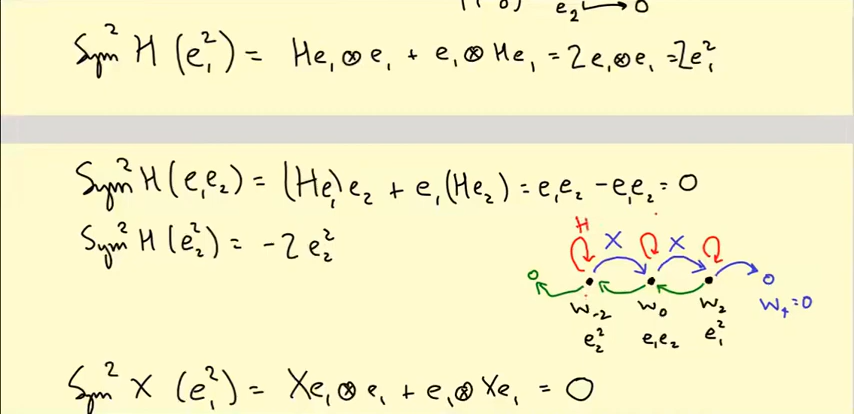 e₂ ↦ 0
Sym² H (e₁²) = He₁ ⊗ e₁ + e₁ ⊗ He₁ = 2e₁⊗e₁ = 2e₁²
Sym² H (e₁e₂) = (He₁)e₂ + e₁(He₂) = e₁e₂ - e₁e₂ = 0
Sym² H (e₂²) = -2 e₂²
H X X
0 0
W₋₂ W₀ W₂ W₄=0
e₂² e₁e₂ e₁²
Sym² X (e₁²) = Xe₁ ⊗ e₁ + e₁ ⊗ Xe₁ = 0